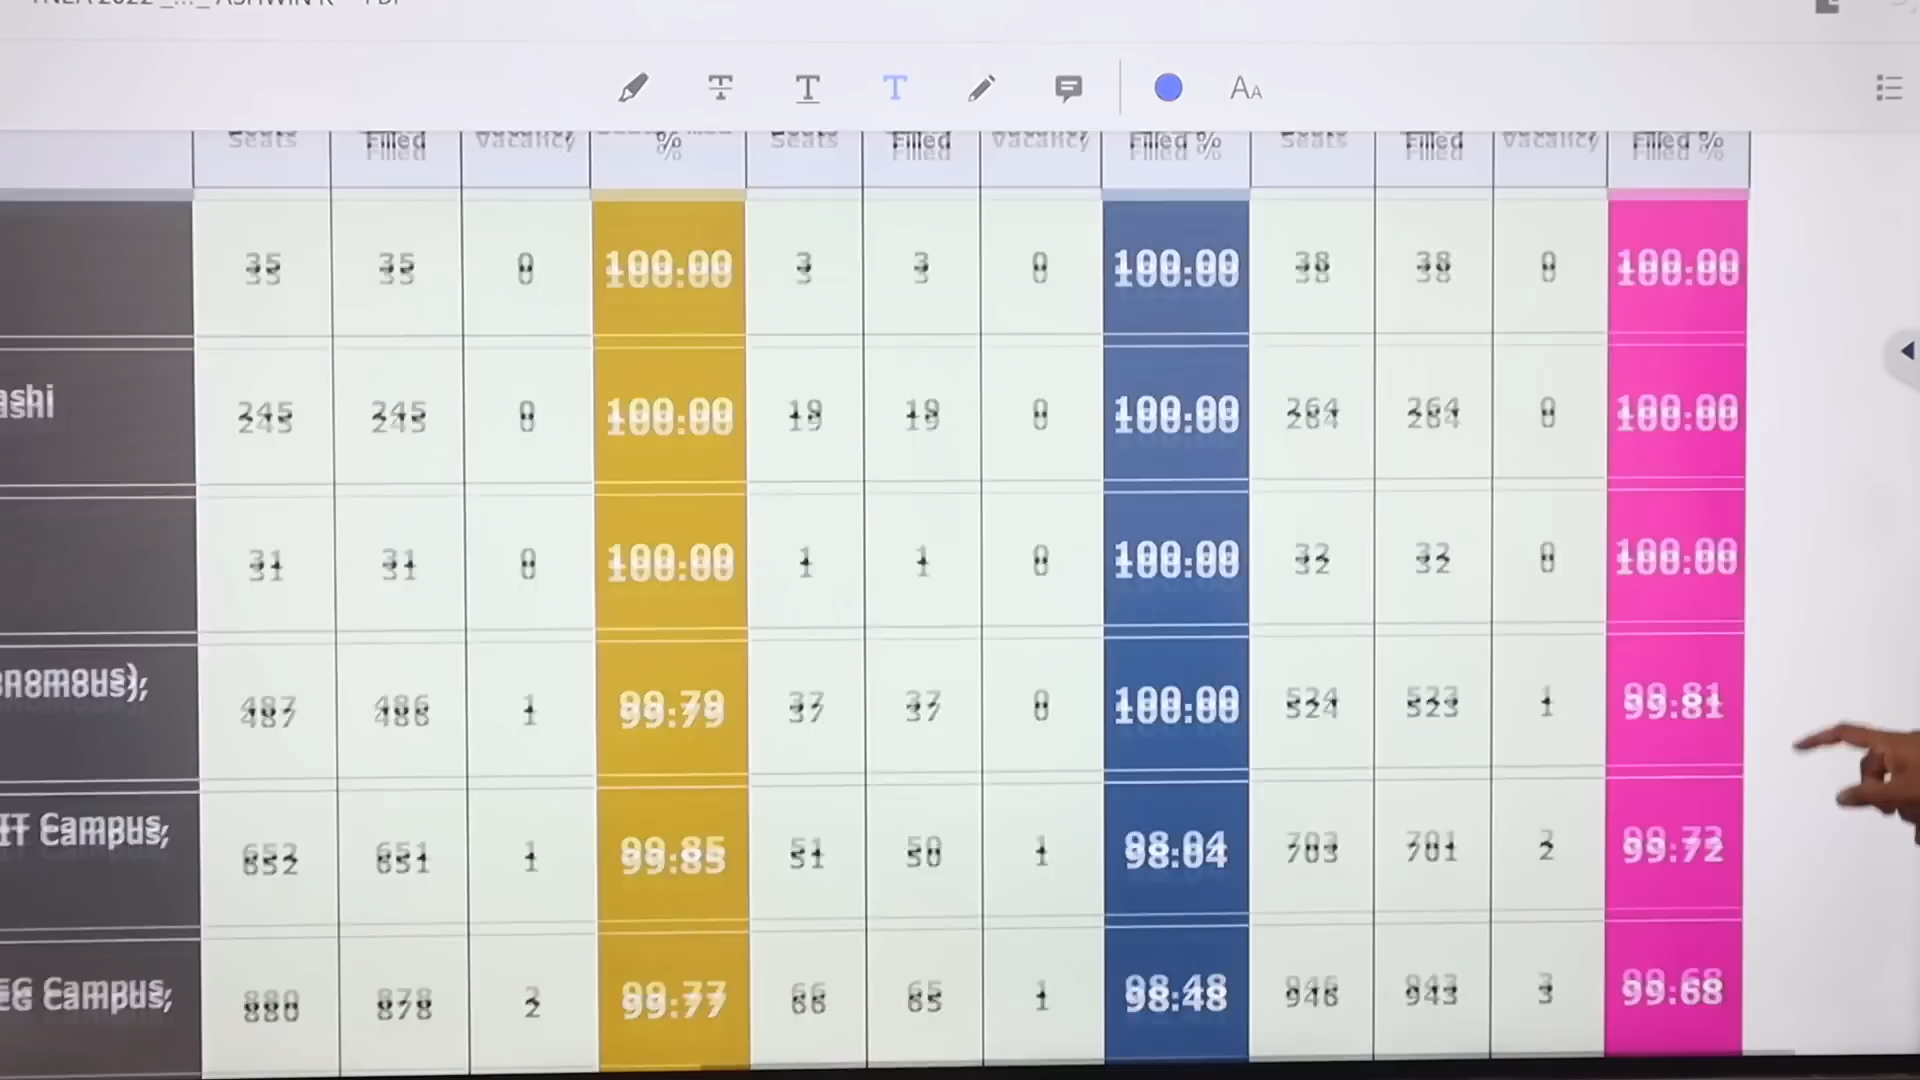 TNEA 2022 _..._ ASHWIN R - PDF
Seats Filled Vacancy % Seats Filled Vacancy Filled % Seats Filled Vacancy Filled %
35 35 0 100.00 3 3 0 100.00 38 38 0 100.00
ashi 245 245 0 100.00 19 19 0 100.00 264 264 0 100.00
31 31 0 100.00 1 1 0 100.00 32 32 0 100.00
487 486 1 99.79 37 37 0 100.00 524 523 1 99.81
IT Campus, 652 651 1 99.85 51 50 1 98.04 703 701 2 99.72
EG Campus, 880 878 2 99.77 66 65 1 98.48 946 943 3 99.68